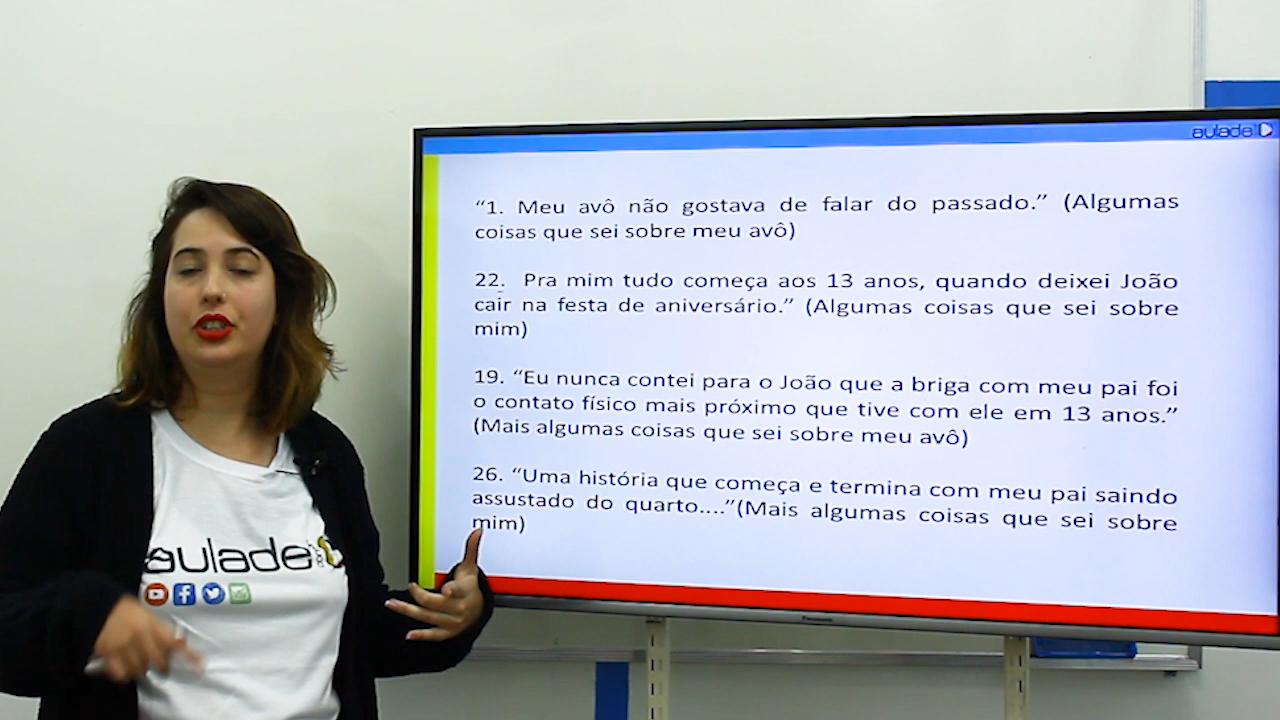 auladeD
“1. Meu avô não gostava de falar do passado.” (Algumas
coisas que sei sobre meu avô)
22. Pra mim tudo começa aos 13 anos, quando deixei João
cair na festa de aniversário.” (Algumas coisas que sei sobre
mim)
19. “Eu nunca contei para o João que a briga com meu pai foi
o contato físico mais próximo que tive com ele em 13 anos.”
(Mais algumas coisas que sei sobre meu avô)
26. “Uma história que começa e termina com meu pai saindo
assustado do quarto....”(Mais algumas coisas que sei sobre
mim)
Panasonic
aulade